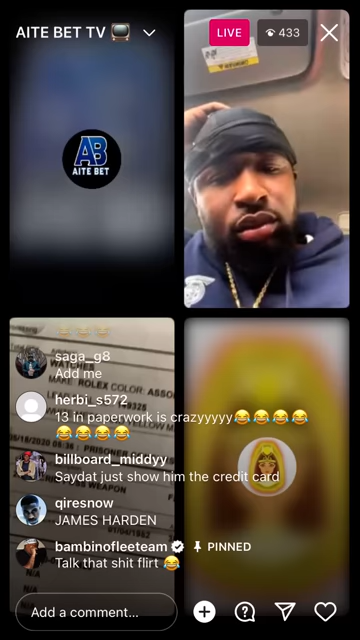 AITE BET TV
LIVE
433
AB
AITE BET
WATCHES
MAKE: ROLEX COLOR: ASSO
saga_g8
Add me
herbi_s572
13 in paperwork is crazyyyyy😂😂😂😂
😂😂😂😂
billboard_middyy
Saydat just show him the credit card
WEAPON
qiresnow
JAMES HARDEN
bambinofleeteam PINNED
Talk that shit flirt 😂
N/A
Add a comment...